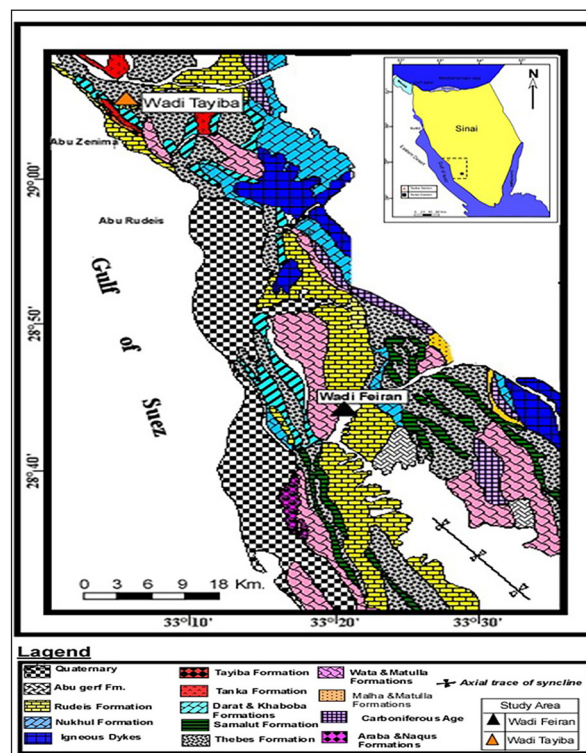 Wadi Tayiba
Abu Zenima
29°00'
Abu Rudeis
Gulf
of
Suez
28°50'
Wadi Feiran
28°40'
N
Sinai
0 3 6 12 18 Km.
33°10' 33°20' 33°30'
Lagend
Quaternary
Abu gerf Fm.
Rudeis Formation
Nukhul Formation
Igneous Dykes
Tayiba Formation
Tanka Formation
Darat & Khaboba
Formations
Samalut Formation
Thebes Formation
Wata & Matulla
Formations
Malha & Matulla
Formations
Carboniferous Age
Araba & Naqus
Formations
Axial trace of syncline
Study Area
Wadi Feiran
Wadi Tayiba